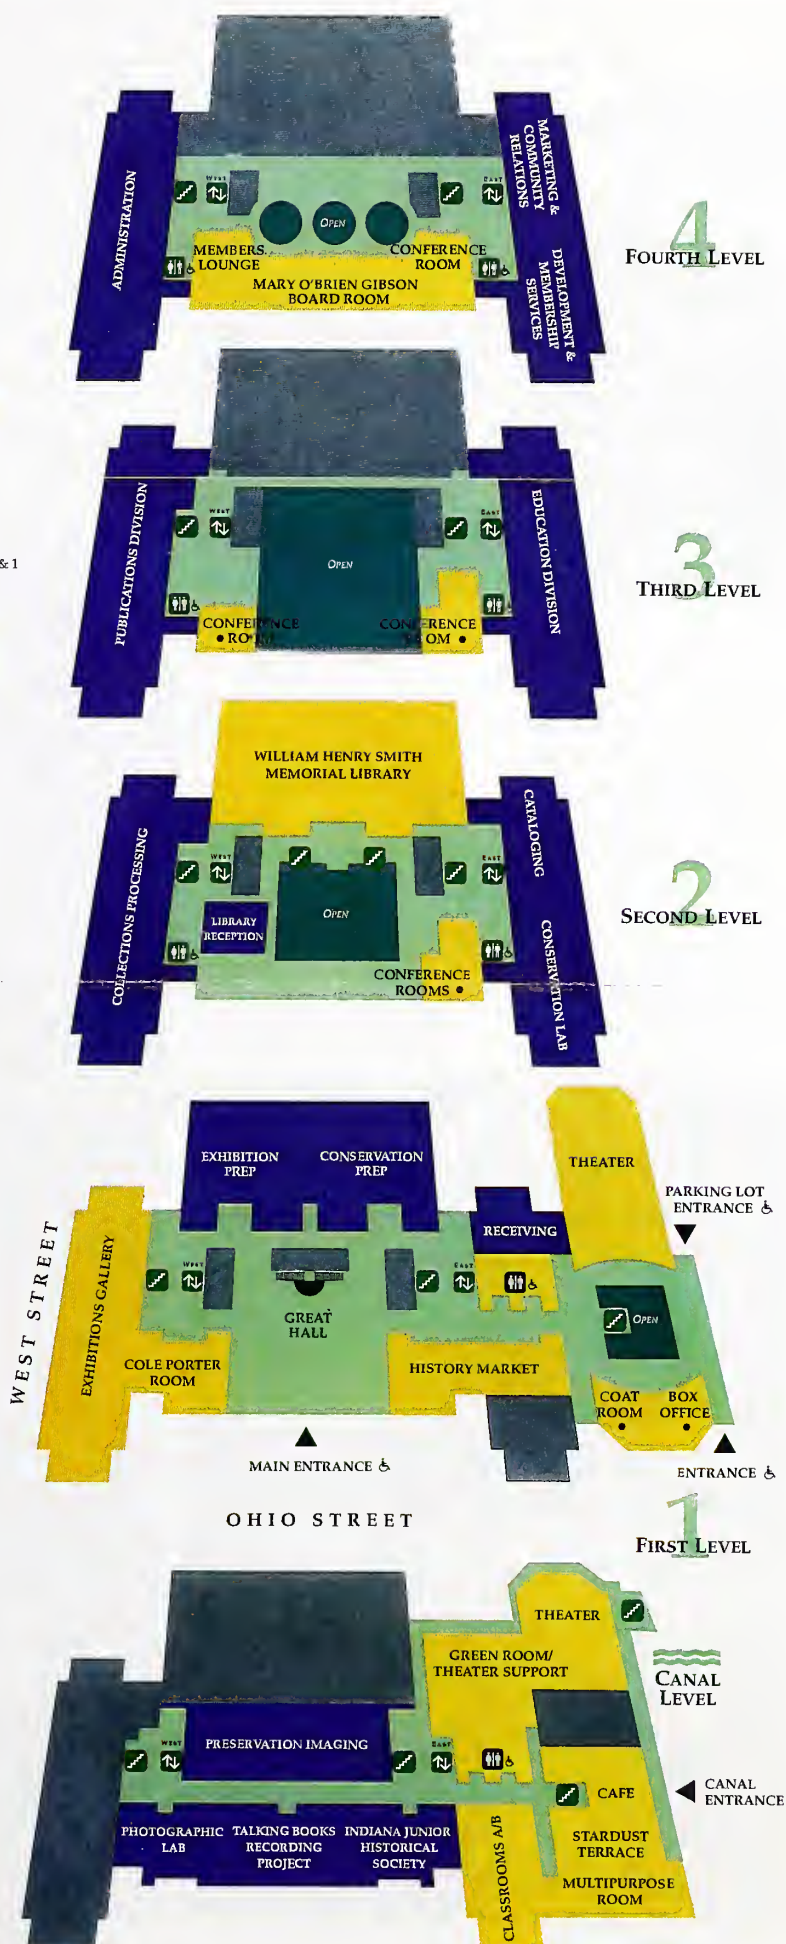 MARKETING &
COMMUNITY
RELATIONS
ADMINISTRATION
WEST
EAST
OPEN
4
FOURTH LEVEL
MEMBERS
LOUNGE
CONFERENCE
ROOM
MARY O'BRIEN GIBSON
BOARD ROOM
DEVELOPMENT &
MEMBERSHIP
SERVICES
& 1
PUBLICATIONS DIVISION
WEST
EAST
OPEN
EDUCATION DIVISION
3
THIRD LEVEL
CONFERENCE
ROOM
CONFERENCE
ROOM
WILLIAM HENRY SMITH
MEMORIAL LIBRARY
COLLECTIONS PROCESSING
WEST
EAST
CATALOGING
OPEN
LIBRARY
RECEPTION
2
SECOND LEVEL
CONFERENCE
ROOMS
CONSERVATION LAB
EXHIBITION
PREP
CONSERVATION
PREP
THEATER
PARKING LOT
ENTRANCE
RECEIVING
WEST STREET
EXHIBITIONS GALLERY
WEST
EAST
GREAT
HALL
OPEN
COLE PORTER
ROOM
HISTORY MARKET
COAT
ROOM
BOX
OFFICE
MAIN ENTRANCE
ENTRANCE
OHIO STREET
1
FIRST LEVEL
THEATER
GREEN ROOM/
THEATER SUPPORT
CANAL
LEVEL
WEST
PRESERVATION IMAGING
EAST
CAFE
CANAL
ENTRANCE
PHOTOGRAPHIC
LAB
TALKING BOOKS
RECORDING
PROJECT
INDIANA JUNIOR
HISTORICAL
SOCIETY
CLASSROOMS A/B
STARDUST
TERRACE
MULTIPURPOSE
ROOM